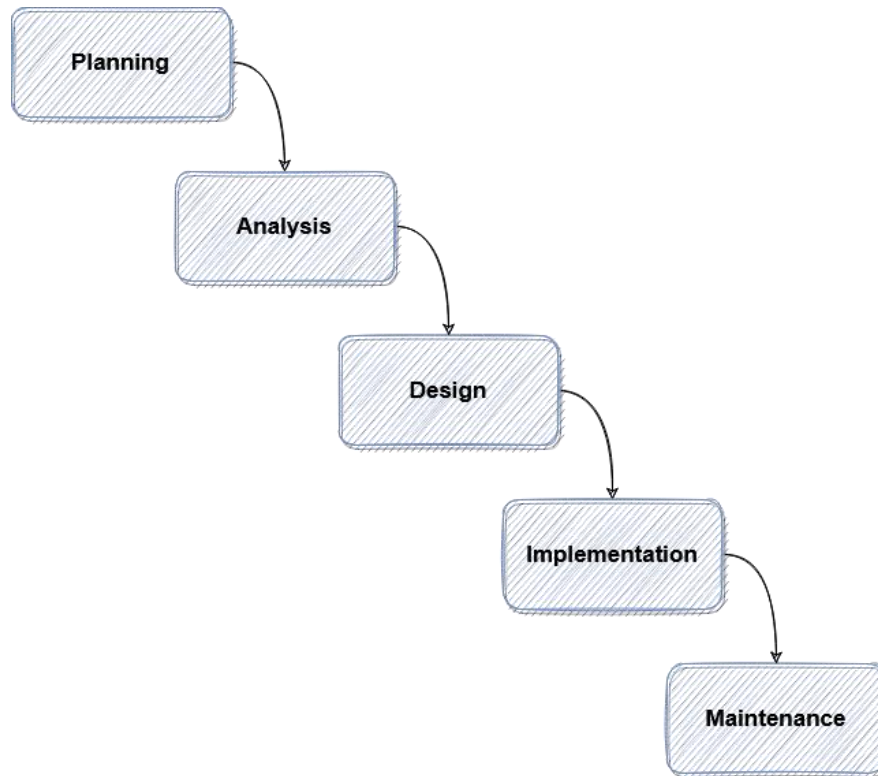 Planning
Analysis
Design
Implementation
Maintenance